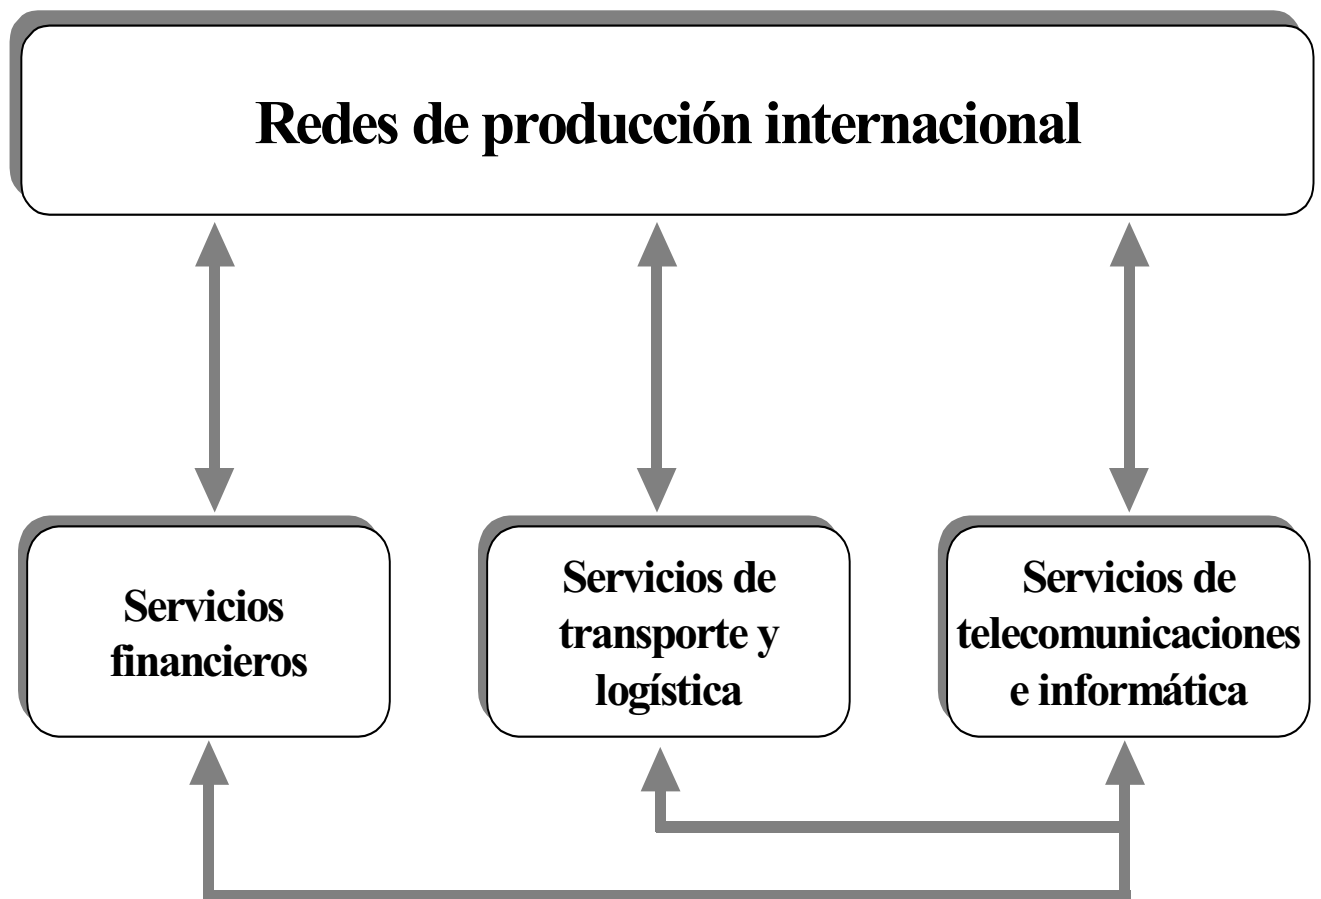 Redes de producción internacional
Servicios
financieros
Servicios de
transporte y
logística
Servicios de
telecomunicaciones
e informática